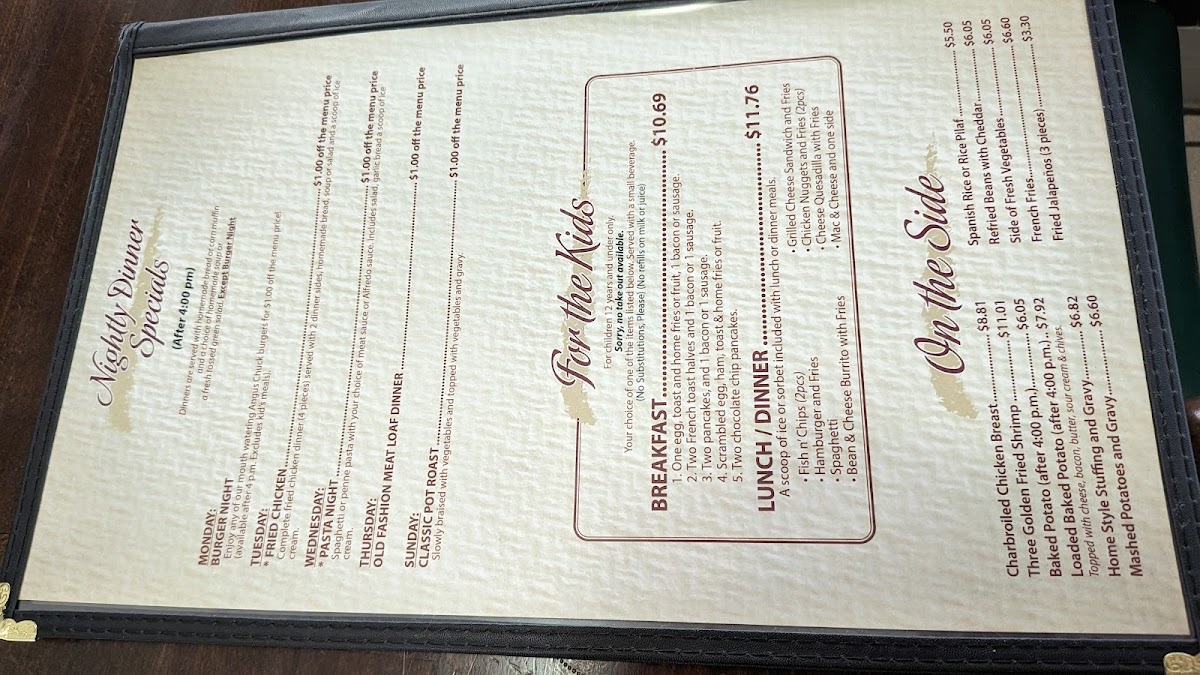 Nightly Dinner
Specials
(After 4:00 pm)
Dinners are served with homemade bread or corn muffin
and a choice of homemade soup or
a fresh tossed green salad. Except Burger Night
MONDAY:
BURGER NIGHT
Enjoy any of our mouth watering Angus Chuck burgers for $1.00 off the menu price!
(available after 4 p.m. Excludes kid's meals).
TUESDAY:
* FRIED CHICKEN ........ $1.00 off the menu price
Complete fried chicken dinner (4 pieces) served with 2 dinner sides, homemade bread, soup or salad and a scoop of ice
cream.
WEDNESDAY:
* PASTA NIGHT ........ $1.00 off the menu price
Spaghetti or penne pasta with your choice of meat sauce or Alfredo sauce. Includes salad, garlic bread a scoop of ice
cream.
THURSDAY:
OLD FASHION MEAT LOAF DINNER ........ $1.00 off the menu price
SUNDAY:
CLASSIC POT ROAST ........ $1.00 off the menu price
Slowly braised with vegetables and topped with vegetables and gravy.
For the Kids
For children 12 years and under only.
Sorry, no take out available.
Your choice of one of the items listed below. Served with a small beverage.
(No Substitutions, Please) (No refills on milk or juice)
BREAKFAST........ $10.69
1. One egg, toast and home fries or fruit, 1 bacon or sausage.
2. Two French toast halves and 1 bacon or 1 sausage.
3. Two pancakes, and 1 bacon or 1 sausage.
4. Scrambled egg, ham, toast & home fries or fruit.
5. Two chocolate chip pancakes.
LUNCH / DINNER ........ $11.76
A scoop of ice or sorbet included with lunch or dinner meals.
• Fish n' Chips (2pcs)
• Hamburger and Fries
• Spaghetti
• Bean & Cheese Burrito with Fries
• Grilled Cheese Sandwich and Fries
• Chicken Nuggets and Fries (2pcs)
• Cheese Quesadilla with Fries
• Mac & Cheese and one side
On the Side
Charbroiled Chicken Breast........ $8.81
Three Golden Fried Shrimp ........ $11.01
Baked Potato (after 4:00 p.m.)........ $6.05
Baked Potato (after 4:00 p.m.) . $7.92
Loaded Baked Potato
Topped with cheese, bacon, butter, sour cream & chives.
Home Style Stuffing and Gravy........ $6.82
Mashed Potatoes and Gravy........ $6.60
Spanish Rice or Rice Pilaf ........ $5.50
Refried Beans with Cheddar........ $6.05
Side of Fresh Vegetables........ $6.05
French Fries........ $6.60
Fried Jalapeños (3 pieces)........ $3.30